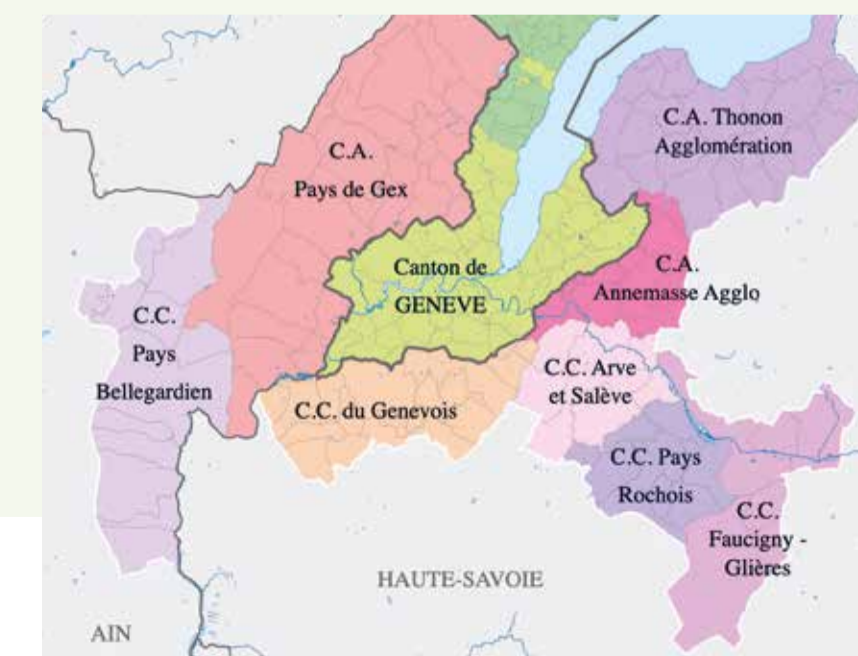 C.A. Thonon
Agglomération
C.A.
Pays de Gex
Canton de
GENEVE
C.A.
Annemasse Agglo
C.C.
Pays
Bellegardien
C.C. Arve
et Salève
C.C. du Genevois
C.C. Pays
Rochois
C.C.
Faucigny -
Glières
HAUTE-SAVOIE
AIN